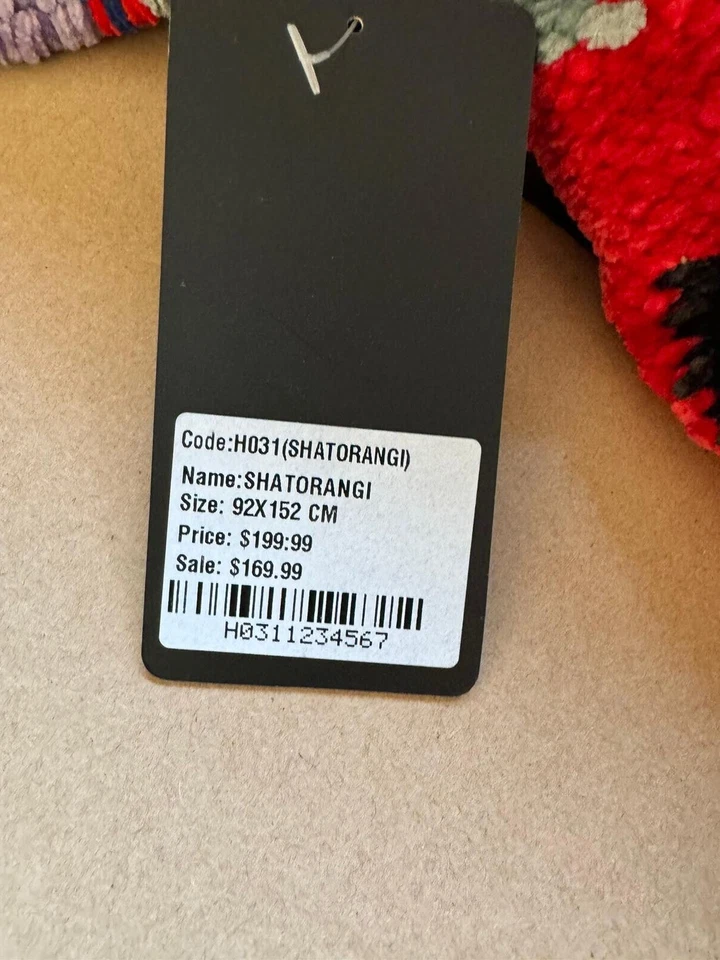 Code:H031(SHATORANGI)
Name:SHATORANGI
Size: 92X152 CM
Price: $199:99
Sale: $169.99
H0311234567